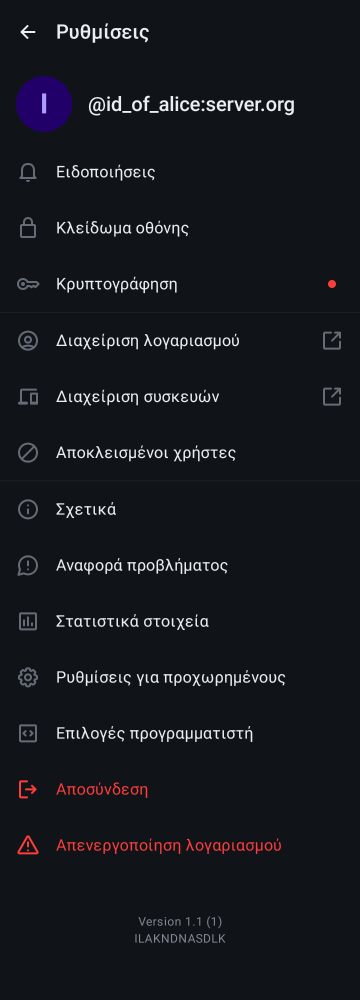 Ρυθμίσεις
I
@id_of_alice:server.org
Ειδοποιήσεις
Κλείδωμα οθόνης
Κρυπτογράφηση
Διαχείριση λογαριασμού
Διαχείριση συσκευών
Αποκλεισμένοι χρήστες
Σχετικά
Αναφορά προβλήματος
Στατιστικά στοιχεία
Ρυθμίσεις για προχωρημένους
Επιλογές προγραμματιστή
Αποσύνδεση
Απενεργοποίηση λογαριασμού
Version 1.1 (1)
ILAKNDNASDLK